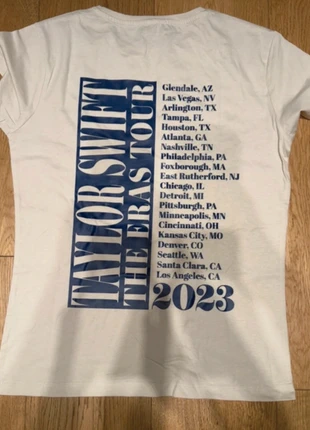 TAYLOR SWIFT
THE ERAS TOUR
Glendale, AZ
Las Vegas, NV
Arlington, TX
Tampa, FL
Houston, TX
Atlanta, GA
Nashville, TN
Philadelphia, PA
Foxborough, MA
East Rutherford, NJ
Chicago, IL
Detroit, MI
Pittsburgh, PA
Minneapolis, MN
Cincinnati, OH
Kansas City, MO
Denver, CO
Seattle, WA
Santa Clara, CA
Los Angeles, CA
2023